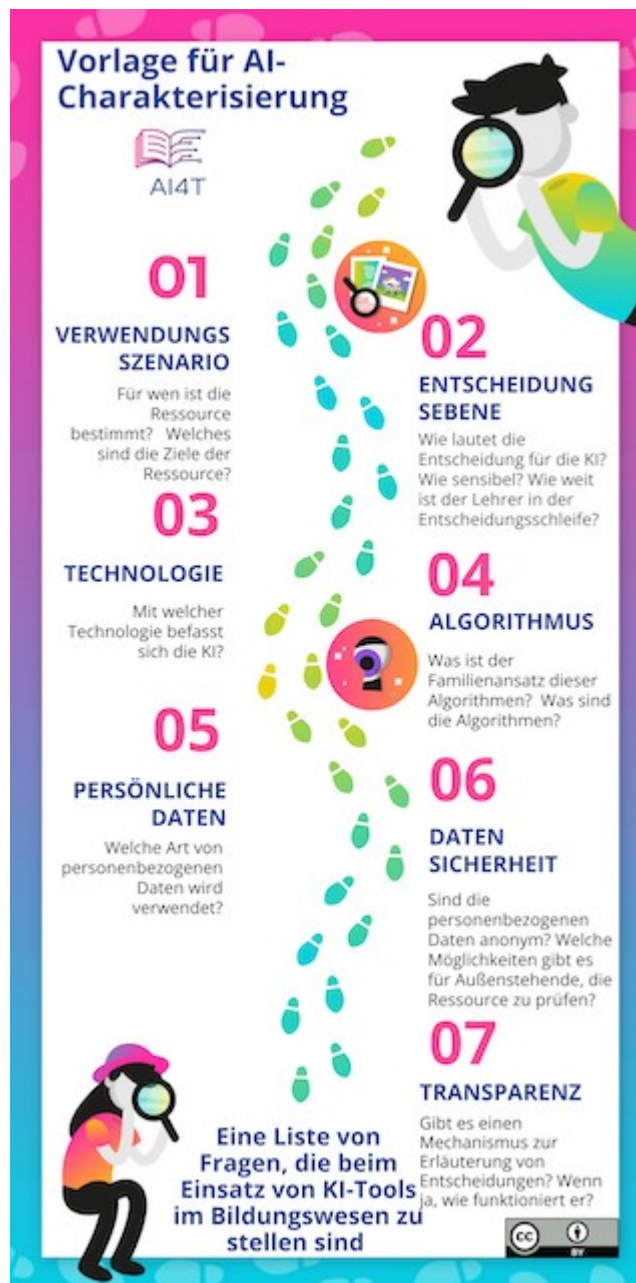 Vorlage für AI-
Charakterisierung
AI4T
01
VERWENDUNGS
SZENARIO
Für wen ist die
Ressource
bestimmt? Welches
sind die Ziele der
Ressource?
02
ENTSCHEIDUNG
SEBENE
Wie lautet die
Entscheidung für die KI?
Wie sensibel? Wie weit
ist der Lehrer in der
Entscheidungsschleife?
03
TECHNOLOGIE
Mit welcher
Technologie befasst
sich die KI?
04
ALGORITHMUS
Was ist der
Familienansatz dieser
Algorithmen? Was sind
die Algorithmen?
05
PERSÖNLICHE
DATEN
Welche Art von
personenbezogenen
Daten wird
verwendet?
06
DATEN
SICHERHEIT
Sind die
personenbezogenen
Daten anonym? Welche
Möglichkeiten gibt es
für Außenstehende, die
Ressource zu prüfen?
07
TRANSPARENZ
Gibt es einen
Mechanismus zur
Erläuterung von
Entscheidungen? Wenn
ja, wie funktioniert er?
Eine Liste von
Fragen, die beim
Einsatz von KI-Tools
im Bildungswesen zu
stellen sind
cc
BY